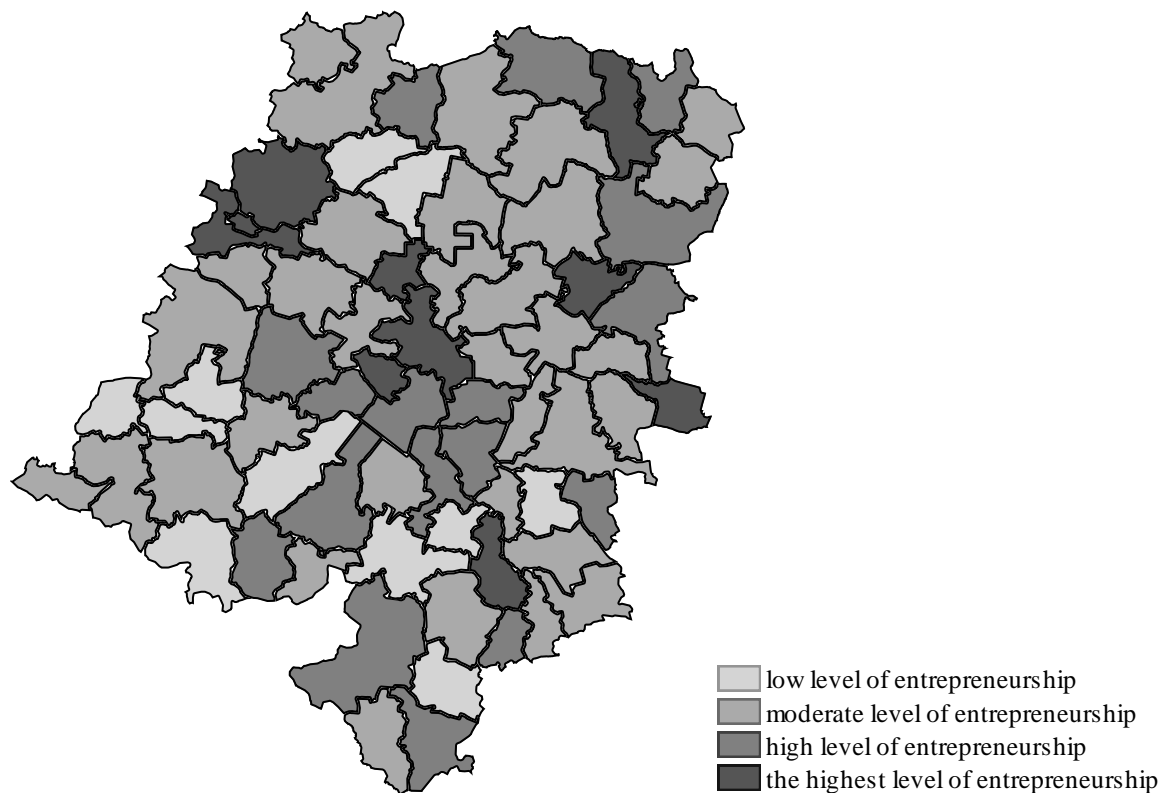 low level of entrepreneurship
moderate level of entrepreneurship
high level of entrepreneurship
the highest level of entrepreneurship